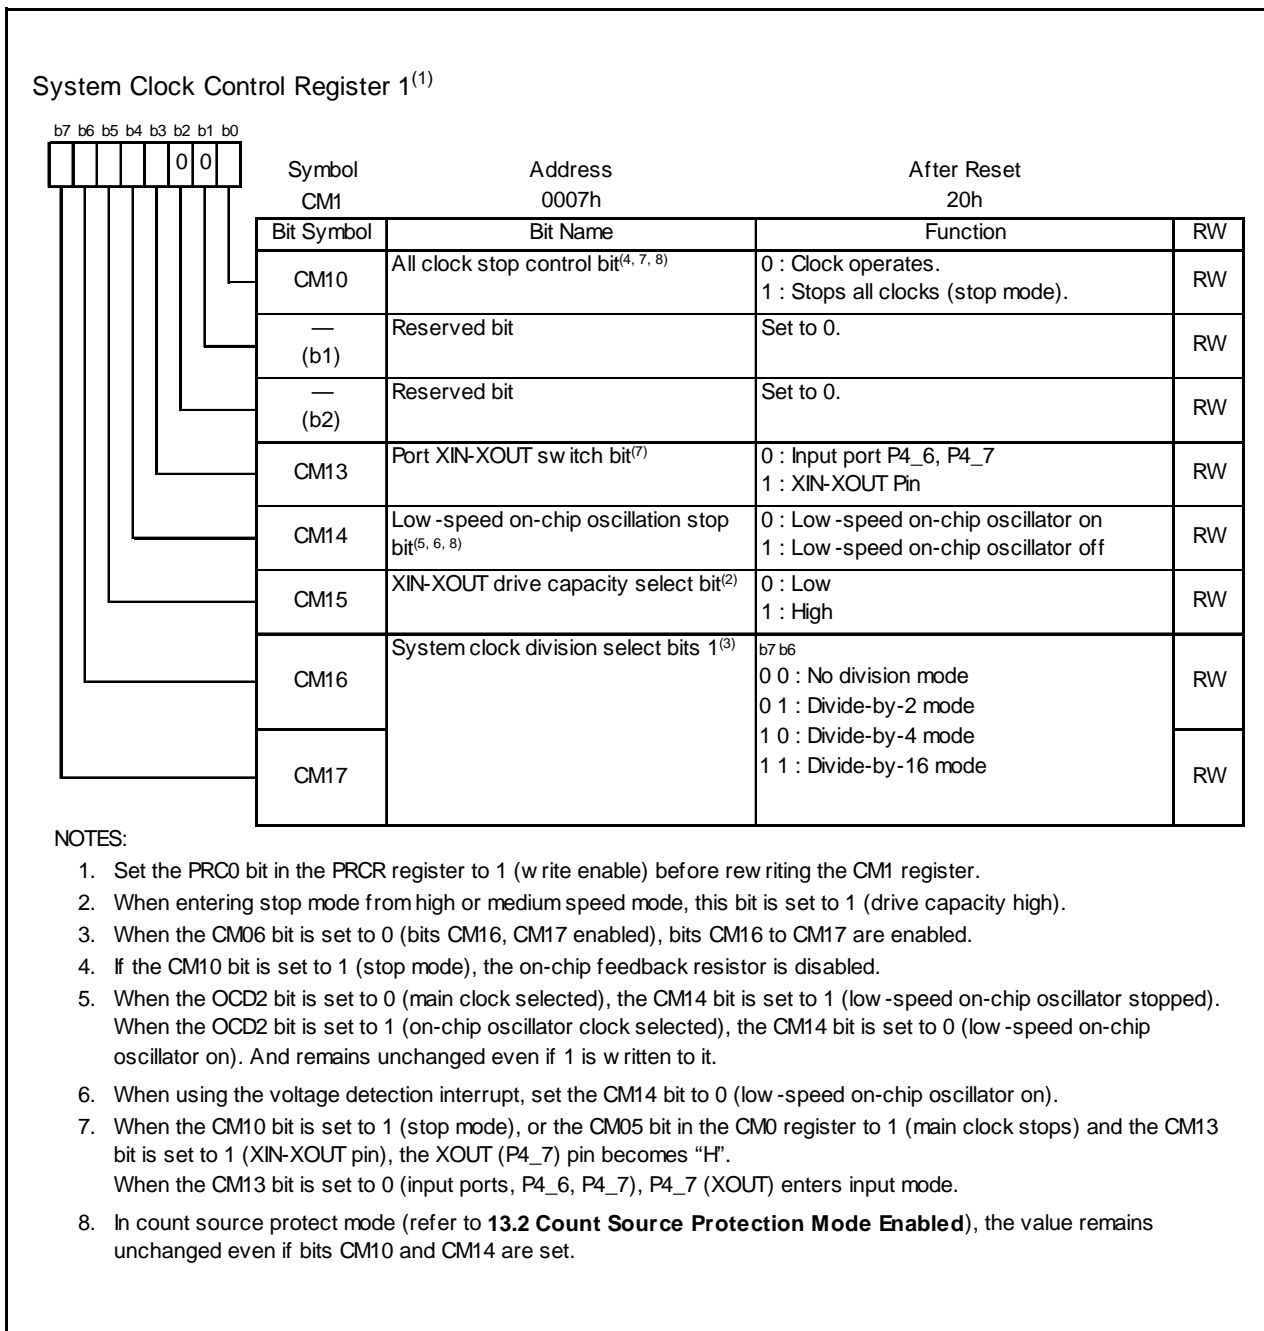 System Clock Control Register 1(1)
b7 b6 b5 b4 b3 b2 b1 b0
0 0
Symbol Address After Reset
CM1 0007h 20h
Bit Symbol Bit Name Function RW
CM10 All clock stop control bit(4, 7, 8) 0 : Clock operates. RW
1 : Stops all clocks (stop mode).
— Reserved bit Set to 0. RW
(b1)
— Reserved bit Set to 0. RW
(b2)
CM13 Port XIN-XOUT switch bit(7) 0 : Input port P4_6, P4_7 RW
1 : XIN-XOUT Pin
CM14 Low-speed on-chip oscillation stop 0 : Low-speed on-chip oscillator on RW
bit(5, 6, 8) 1 : Low-speed on-chip oscillator off
CM15 XIN-XOUT drive capacity select bit(2) 0 : Low RW
1 : High
System clock division select bits 1(3) b7 b6
0 0 : No division mode
CM16 RW
0 1 : Divide-by-2 mode
1 0 : Divide-by-4 mode
1 1 : Divide-by-16 mode
CM17 RW
NOTES:
1. Set the PRC0 bit in the PRCR register to 1 (write enable) before rewriting the CM1 register.
2. When entering stop mode from high or medium speed mode, this bit is set to 1 (drive capacity high).
3. When the CM06 bit is set to 0 (bits CM16, CM17 enabled), bits CM16 to CM17 are enabled.
4. If the CM10 bit is set to 1 (stop mode), the on-chip feedback resistor is disabled.
5. When the OCD2 bit is set to 0 (main clock selected), the CM14 bit is set to 1 (low-speed on-chip oscillator stopped).
When the OCD2 bit is set to 1 (on-chip oscillator clock selected), the CM14 bit is set to 0 (low-speed on-chip
oscillator on). And remains unchanged even if 1 is written to it.
6. When using the voltage detection interrupt, set the CM14 bit to 0 (low-speed on-chip oscillator on).
7. When the CM10 bit is set to 1 (stop mode), or the CM05 bit in the CM0 register to 1 (main clock stops) and the CM13
bit is set to 1 (XIN-XOUT pin), the XOUT (P4_7) pin becomes “H”.
When the CM13 bit is set to 0 (input ports, P4_6, P4_7), P4_7 (XOUT) enters input mode.
8. In count source protect mode (refer to 13.2 Count Source Protection Mode Enabled), the value remains
unchanged even if bits CM10 and CM14 are set.